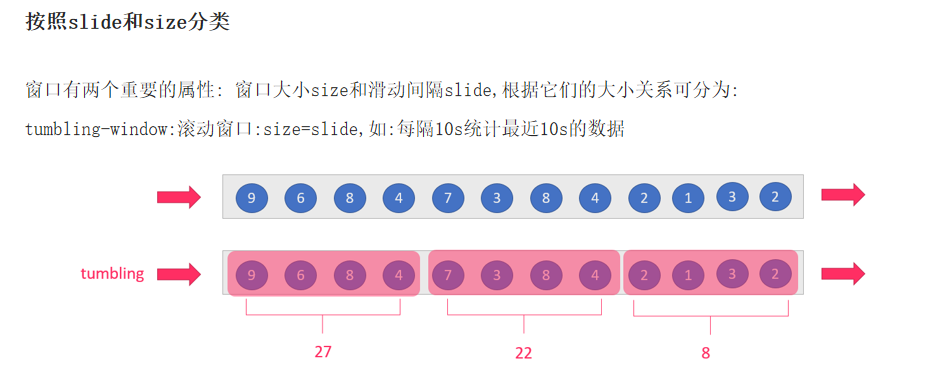 按照slide和size分类
窗口有两个重要的属性: 窗口大小size和滑动间隔slide,根据它们的大小关系可分为:
tumbling-window:滚动窗口:size=slide,如:每隔10s统计最近10s的数据
9 6 8 4 7 3 8 4 2 1 3 2
tumbling 9 6 8 4 7 3 8 4 2 1 3 2
27 22 8